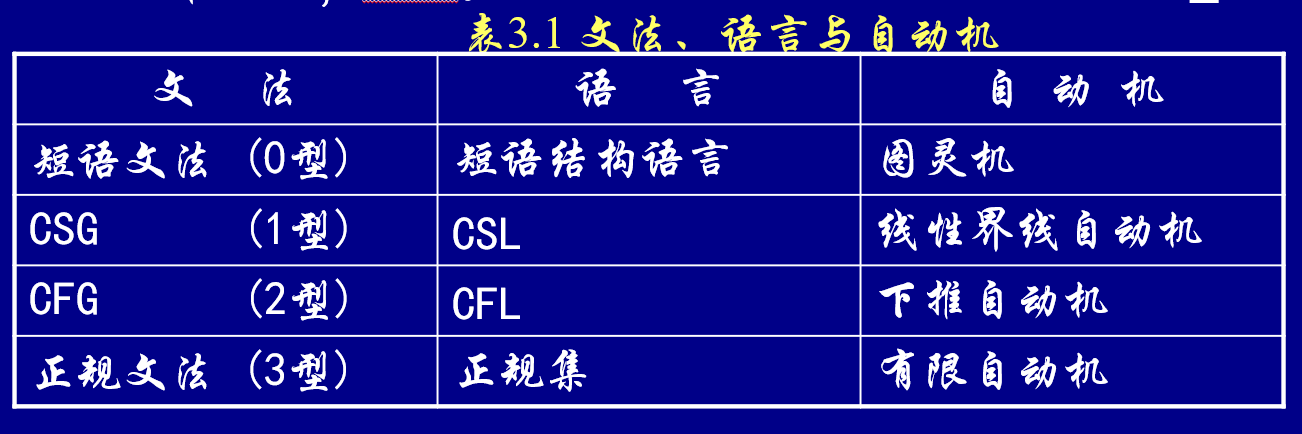 表3.1 文法、语言与自动机
文 法 语 言 自 动 机
短语文法 (0型) 短语结构语言 图灵机
CSG (1型) CSL 线性界线自动机
CFG (2型) CFL 下推自动机
正规文法 (3型) 正规集 有限自动机